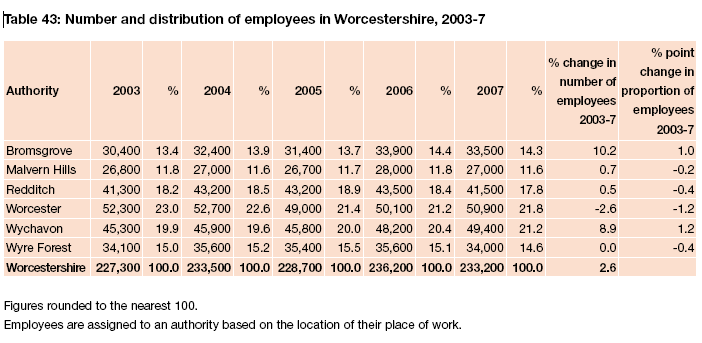 Table 43: Number and distribution of employees in Worcestershire, 2003-7
Authority 2003 % 2004 % 2005 % 2006 % 2007 % % change in number of employees 2003-7 % point change in proportion of employees 2003-7
Bromsgrove 30,400 13.4 32,400 13.9 31,400 13.7 33,900 14.4 33,500 14.3 10.2 1.0
Malvern Hills 26,800 11.8 27,000 11.6 26,700 11.7 28,000 11.8 27,000 11.6 0.7 -0.2
Redditch 41,300 18.2 43,200 18.5 43,200 18.9 43,500 18.4 41,500 17.8 0.5 -0.4
Worcester 52,300 23.0 52,700 22.6 49,000 21.4 50,100 21.2 50,900 21.8 -2.6 -1.2
Wychavon 45,300 19.9 45,900 19.6 45,800 20.0 48,200 20.4 49,400 21.2 8.9 1.2
Wyre Forest 34,100 15.0 35,600 15.2 35,400 15.5 35,600 15.1 34,000 14.6 0.0 -0.4
Worcestershire 227,300 100.0 233,500 100.0 228,700 100.0 236,200 100.0 233,200 100.0 2.6
Figures rounded to the nearest 100.
Employees are assigned to an authority based on the location of their place of work.